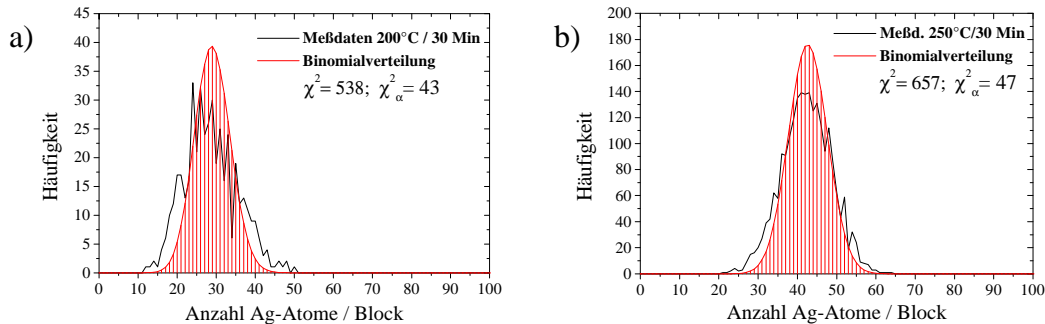 a)
Häufigkeit
45
40
35
30
25
20
15
10
5
0
Meßdaten 200°C / 30 Min
Binomialverteilung
χ²= 538; χ²α= 43
0 10 20 30 40 50 60 70 80 90 100
Anzahl Ag-Atome / Block
b)
Häufigkeit
200
180
160
140
120
100
80
60
40
20
0
Meßd. 250°C/30 Min
Binomialverteilung
χ²= 657; χ²α= 47
0 10 20 30 40 50 60 70 80 90 100
Anzahl Ag-Atome / Block